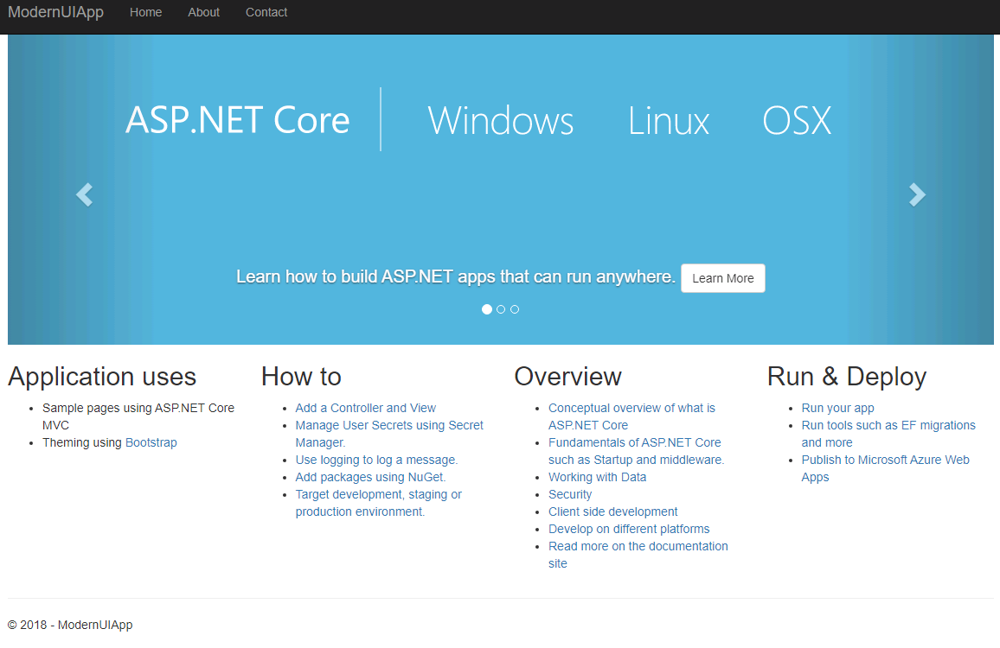 ModernUIApp Home About Contact
ASP.NET Core Windows Linux OSX
Learn how to build ASP.NET apps that can run anywhere. Learn More
Application uses
Sample pages using ASP.NET Core
MVC
Theming using Bootstrap
How to
Add a Controller and View
Manage User Secrets using Secret
Manager.
Use logging to log a message.
Add packages using NuGet.
Target development, staging or
production environment.
Overview
Conceptual overview of what is
ASP.NET Core
Fundamentals of ASP.NET Core
such as Startup and middleware.
Working with Data
Security
Client side development
Develop on different platforms
Read more on the documentation
site
Run & Deploy
Run your app
Run tools such as EF migrations
and more
Publish to Microsoft Azure Web
Apps
© 2018 - ModernUIApp